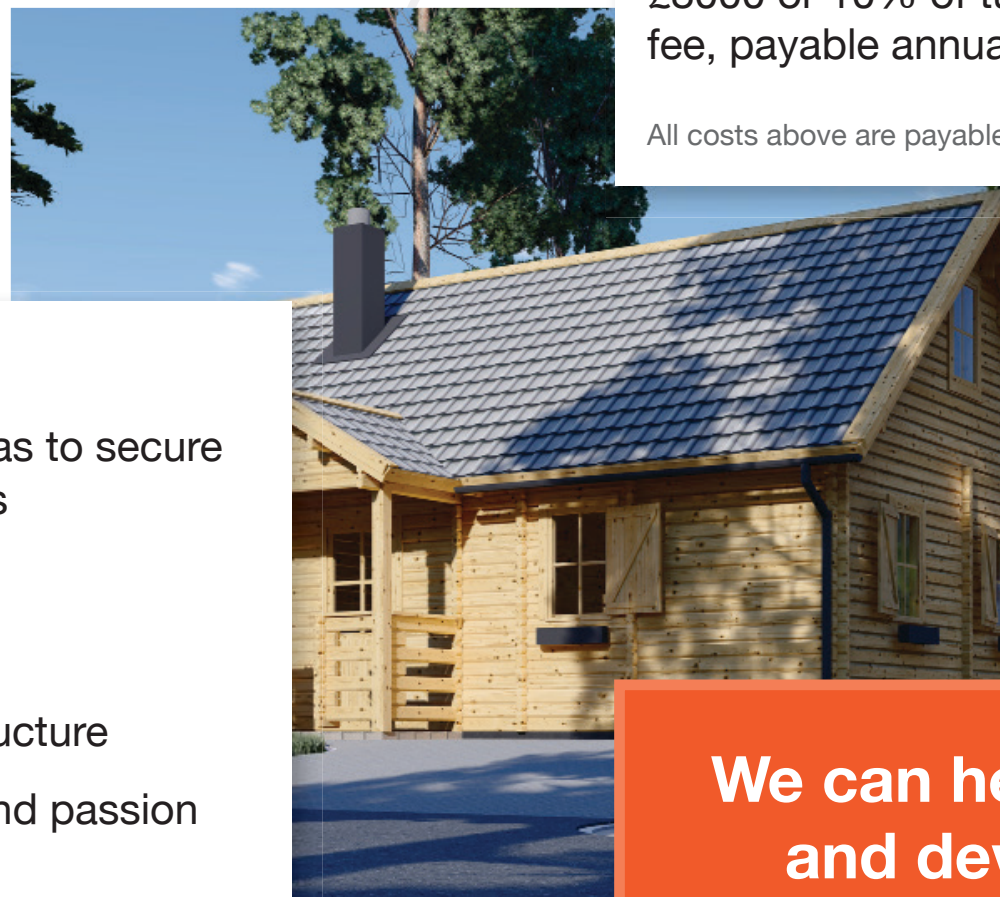 fee, payable annua
All costs above are payable
as to secure
s
ucture
nd passion
We can he
and dev